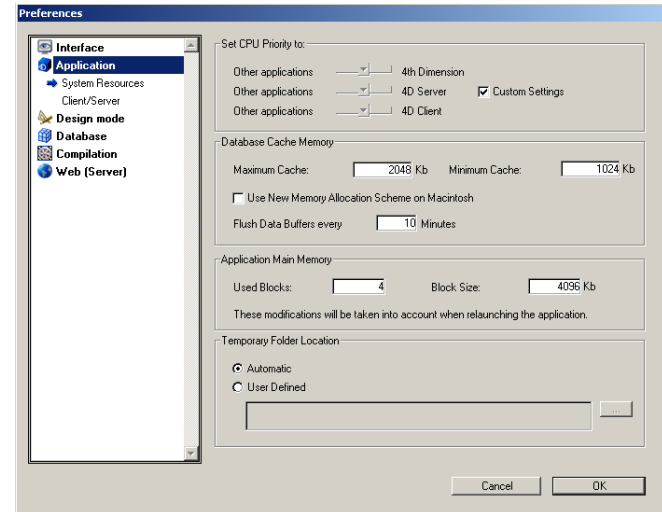 Preferences
Interface
Application
System Resources
Client/Server
Design mode
Database
Compilation
Web (Server)
Set CPU Priority to:
Other applications 4th Dimension
Other applications 4D Server Custom Settings
Other applications 4D Client
Database Cache Memory
Maximum Cache: 2048 Kb Minimum Cache: 1024 Kb
Use New Memory Allocation Scheme on Macintosh
Flush Data Buffers every 10 Minutes
Application Main Memory
Used Blocks: 4 Block Size: 4096 Kb
These modifications will be taken into account when relaunching the application.
Temporary Folder Location
Automatic
User Defined
...
Cancel OK